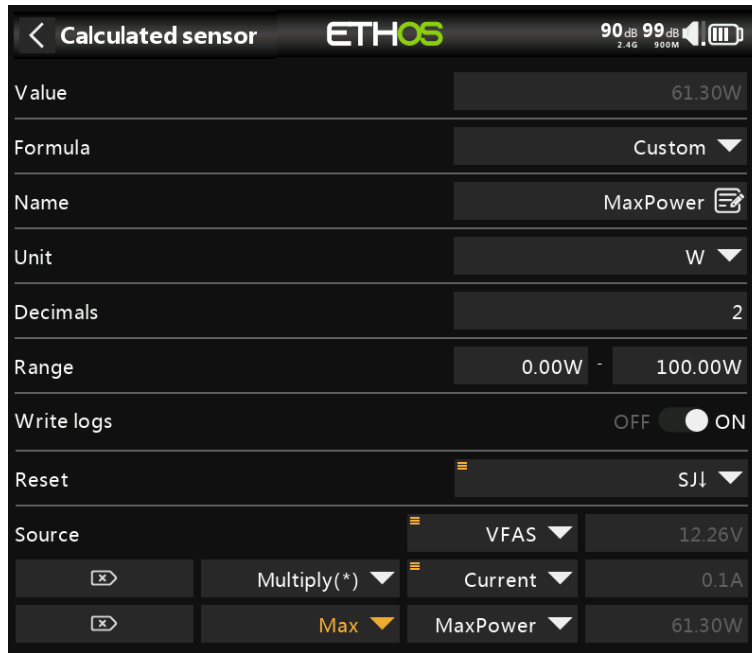 Calculated sensor ETHOS 90dB 2.4G 99dB 900M
Value 61.30W
Formula Custom
Name MaxPower
Unit W
Decimals 2
Range 0.00W - 100.00W
Write logs OFF ON
Reset SJ↓
Source VFAS 12.26V
Multiply(*) Current 0.1A
Max MaxPower 61.30W